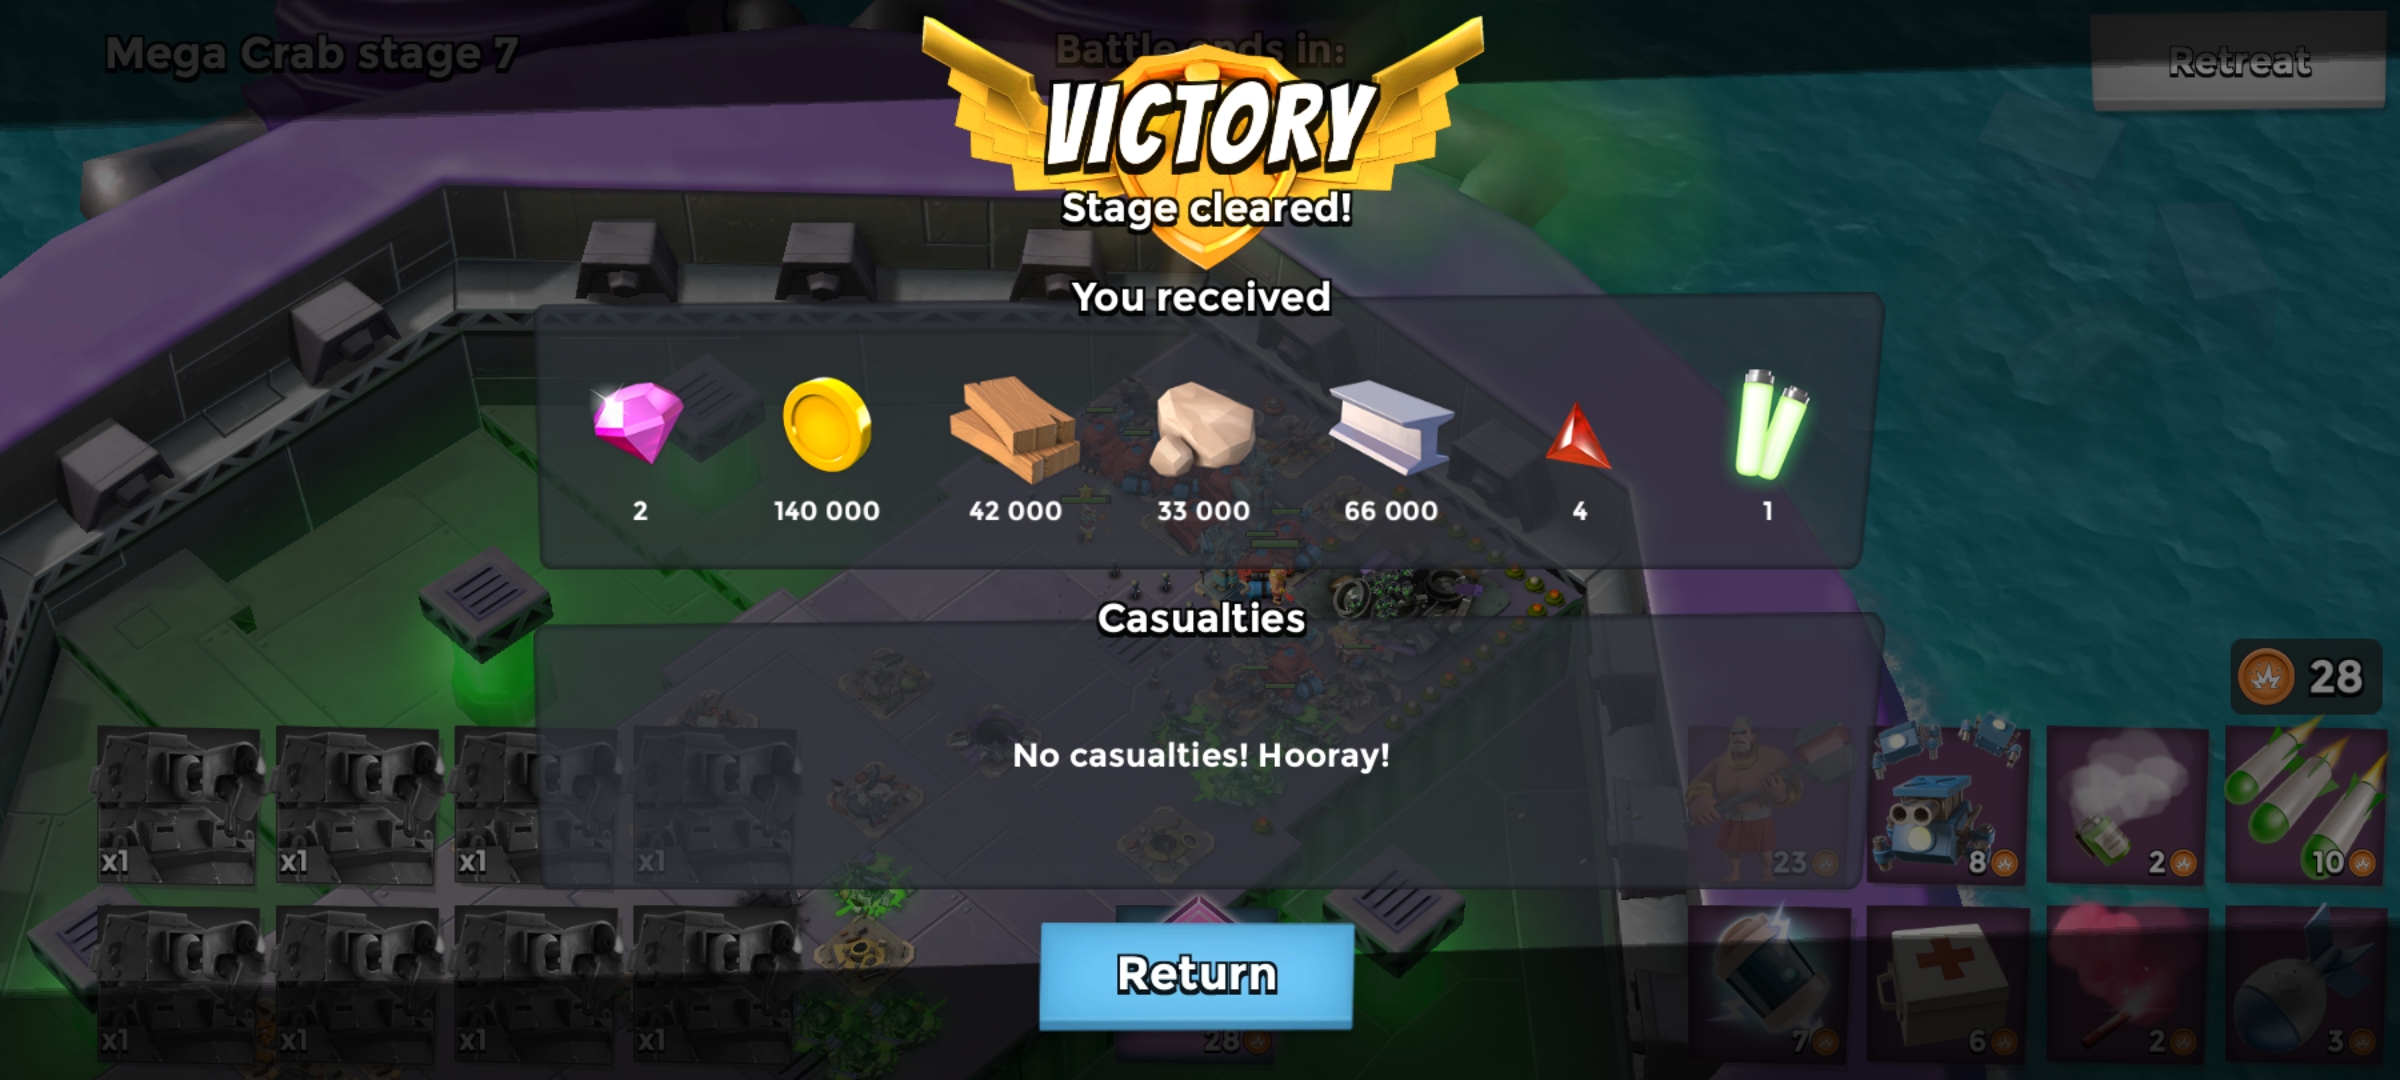 Mega Crab stage 7
Battle ends in:
Retreat
VICTORY
Stage cleared!
You received
2
140 000
42 000
33 000
66 000
4
1
Casualties
No casualties! Hooray!
28
x1
x1
x1
x1
23
8
2
10
Return
x1
x1
x1
x1
28
7
6
2
3